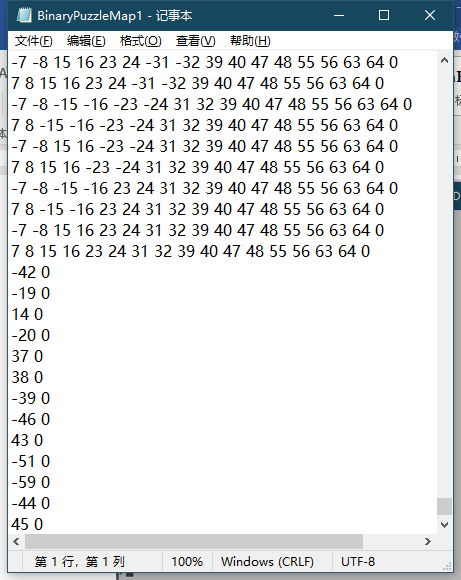 BinaryPuzzleMap1 - 记事本
文件(F) 编辑(E) 格式(O) 查看(V) 帮助(H)
-7 -8 15 16 23 24 -31 -32 39 40 47 48 55 56 63 64 0
7 8 15 16 23 24 -31 -32 39 40 47 48 55 56 63 64 0
-7 -8 -15 -16 -23 -24 31 32 39 40 47 48 55 56 63 64 0
7 8 -15 -16 -23 -24 31 32 39 40 47 48 55 56 63 64 0
-7 -8 15 16 -23 -24 31 32 39 40 47 48 55 56 63 64 0
7 8 15 16 -23 -24 31 32 39 40 47 48 55 56 63 64 0
-7 -8 -15 -16 23 24 31 32 39 40 47 48 55 56 63 64 0
7 8 -15 -16 23 24 31 32 39 40 47 48 55 56 63 64 0
-7 -8 15 16 23 24 31 32 39 40 47 48 55 56 63 64 0
7 8 15 16 23 24 31 32 39 40 47 48 55 56 63 64 0
-42 0
-19 0
14 0
-20 0
37 0
38 0
-39 0
-46 0
43 0
-51 0
-59 0
-44 0
45 0
第 1 行，第 1 列 100% Windows (CRLF) UTF-8